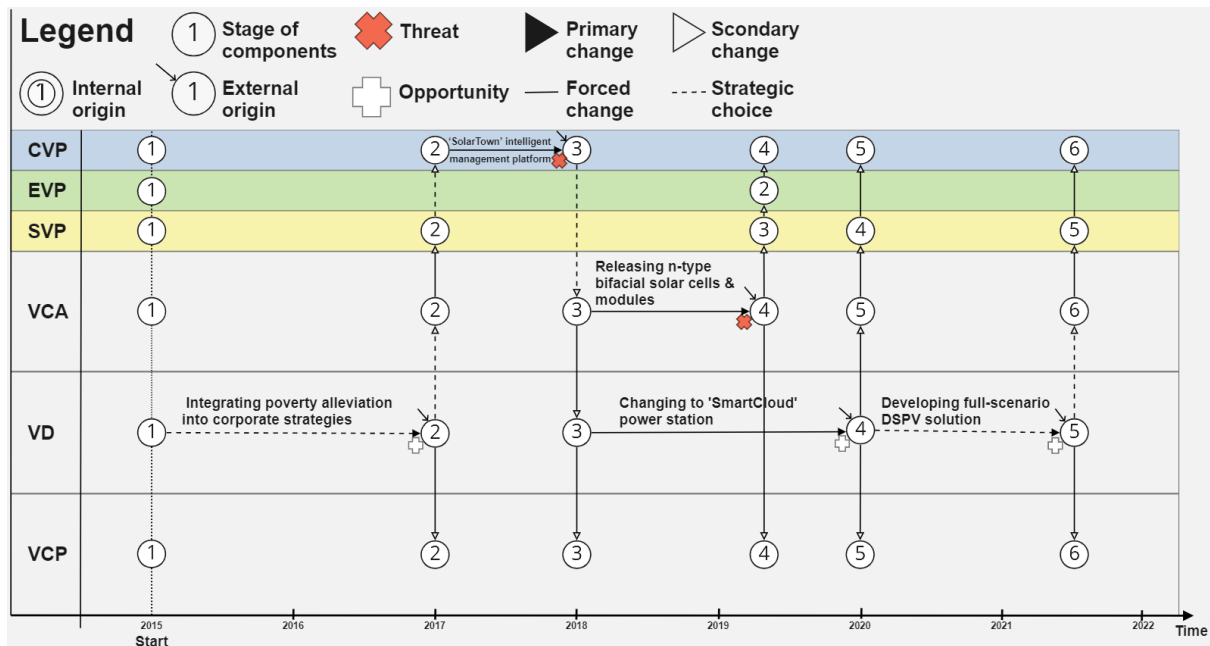 Legend
1
Stage of
components
Threat
Primary
change
Scondary
change
1
Internal
origin
1
External
origin
Opportunity
Forced
change
Strategic
choice
CVP
1
2
'SolarTown' intelligent
management platform
3
4
5
6
EVP
1
2
SVP
1
2
3
4
5
VCA
1
2
3
Releasing n-type
bifacial solar cells &
modules
4
5
6
VD
1
Integrating poverty alleviation
into corporate strategies
2
3
Changing to 'SmartCloud'
power station
4
Developing full-scenario
DSPV solution
5
VCP
1
2
3
4
5
6
2015
2016
2017
2018
2019
2020
2021
2022
Start
Time